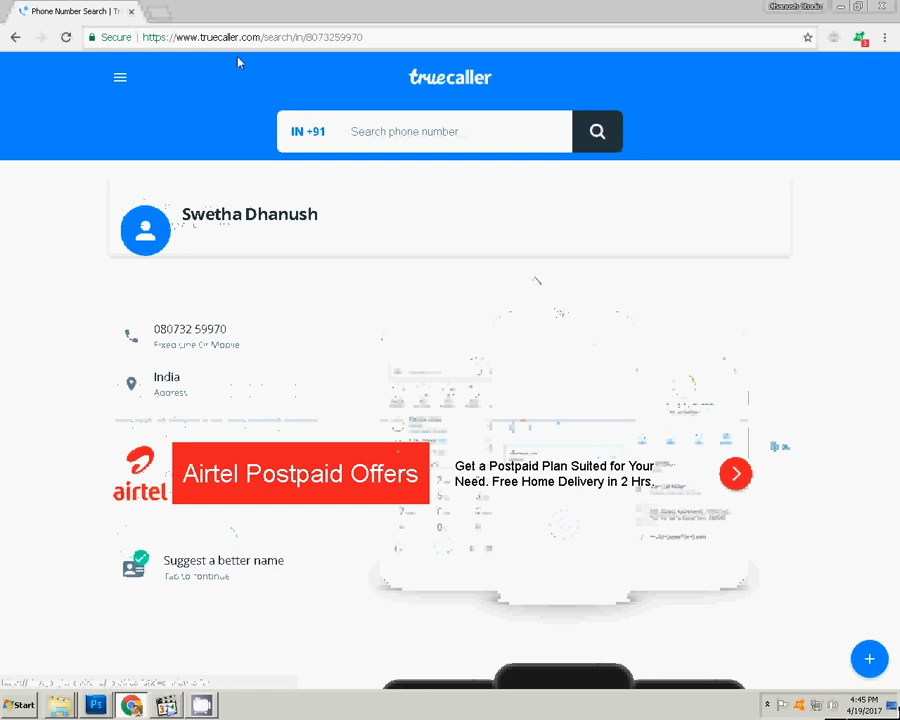 Phone Number Search | Tr
Dhanush Studio
Secure
https://www.truecaller.com/search/in/8073259970
truecaller
IN +91
Search phone number...
Swetha Dhanush
080732 59970
Fixed Line Or Mobile
India
Address
airtel
Airtel Postpaid Offers
Get a Postpaid Plan Suited for Your
Need. Free Home Delivery in 2 Hrs.
Suggest a better name
Tap to continue
Start
Ps
4:45 PM
4/19/2017